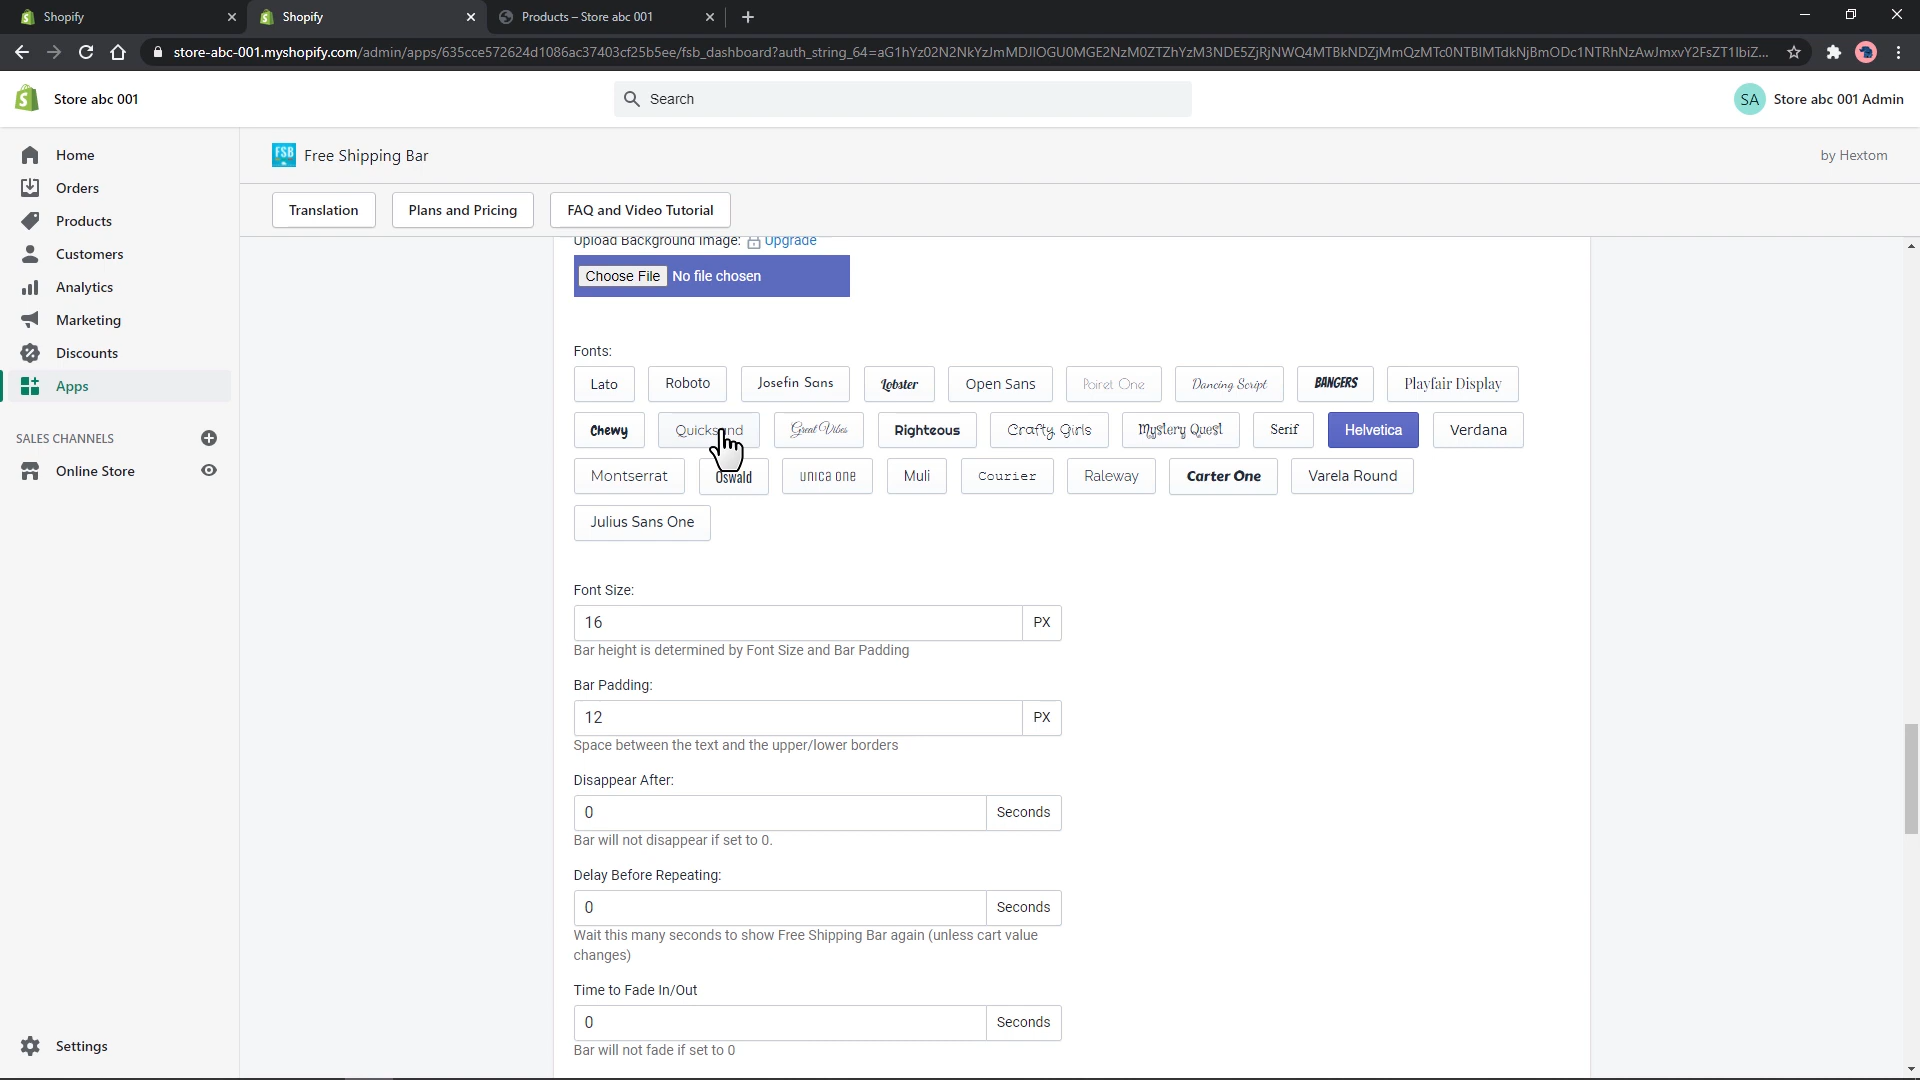 Shopify
Shopify
Products – Store abc 001
store-abc-001.myshopify.com/admin/apps/635cce572624d1086ac37403cf25b5ee/fsb_dashboard?auth_string_64=
S Store abc 001
Search
SA Store abc 001 Admin
Home
Orders
Products
Customers
Analytics
Marketing
Discounts
Apps
SALES CHANNELS
Online Store
Settings
FSB Free Shipping Bar
by Hextom
Translation Plans and Pricing FAQ and Video Tutorial
Upload Background Image: Upgrade
Choose File No file chosen
Fonts:
Lato Roboto Josefin Sans Lobster Open Sans Poiret One Dancing Script BANGERS Playfair Display
Chewy Quicksand Great Vibes Righteous Crafty Girls Mystery Quest Serif Helvetica Verdana
Montserrat Oswald Unica One Muli Courier Raleway Carter One Varela Round
Julius Sans One
Font Size:
16 PX
Bar height is determined by Font Size and Bar Padding
Bar Padding:
12 PX
Space between the text and the upper/lower borders
Disappear After:
0 Seconds
Bar will not disappear if set to 0.
Delay Before Repeating:
0 Seconds
Wait this many seconds to show Free Shipping Bar again (unless cart value
changes)
Time to Fade In/Out
0 Seconds
Bar will not fade if set to 0